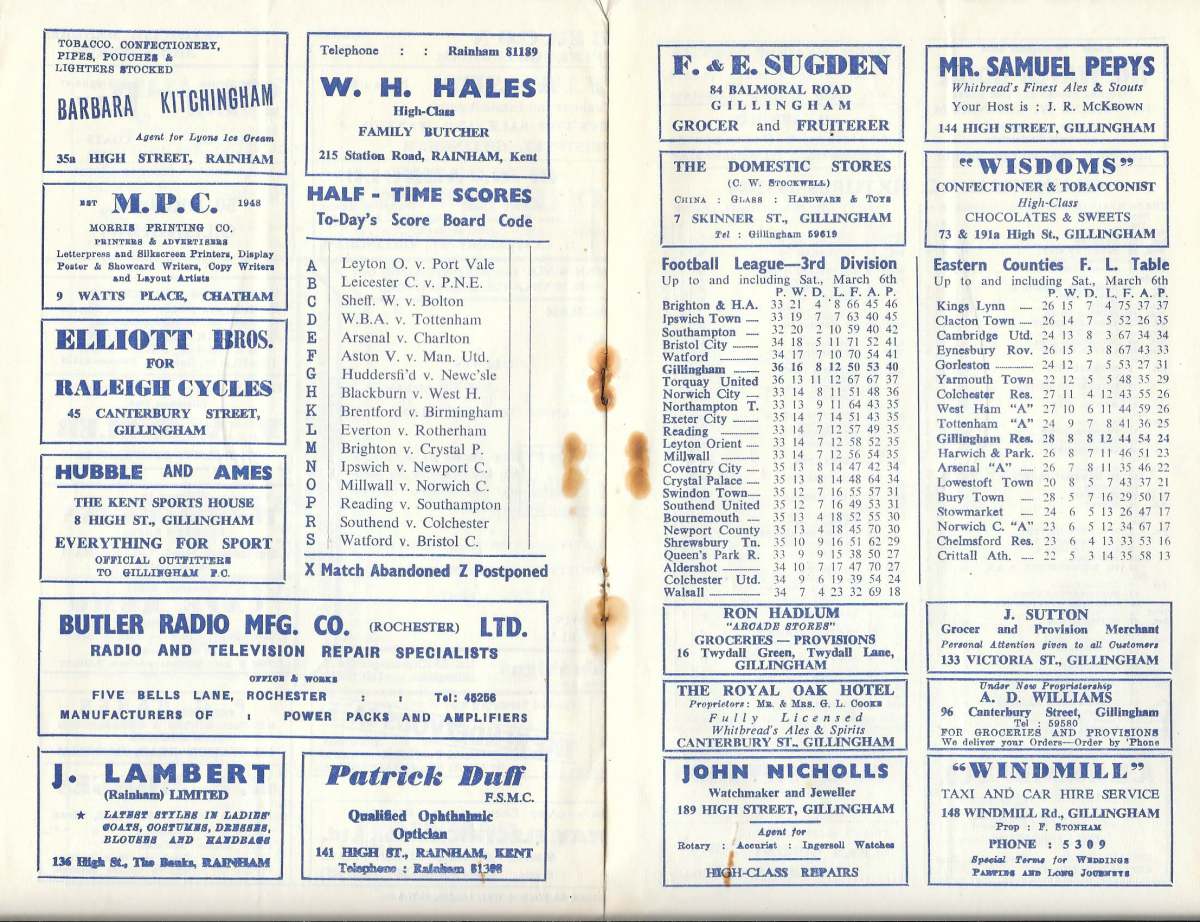 TOBACCO. CONFECTIONERY,
PIPES, POUCHES &
LIGHTERS STOCKED
BARBARA KITCHINGHAM
Agent for Lyons Ice Cream
35a HIGH STREET, RAINHAM
Telephone : : Rainham 81189
W. H. HALES
High-Class
FAMILY BUTCHER
215 Station Road, RAINHAM, Kent
EST M.P.C. 1948
MORRIS PRINTING CO.
PRINTERS & ADVERTISERS
Letterpress and Silkscreen Printers, Display
Poster & Showcard Writers, Copy Writers
and Layout Artists
9 WATTS PLACE, CHATHAM
ELLIOTT BROS.
FOR
RALEIGH CYCLES
45 CANTERBURY STREET,
GILLINGHAM
HUBBLE AND AMES
THE KENT SPORTS HOUSE
8 HIGH ST., GILLINGHAM
EVERYTHING FOR SPORT
OFFICIAL OUTFITTERS
TO GILLINGHAM F.C.
HALF - TIME SCORES
To-Day's Score Board Code
A Leyton O. v. Port Vale
B Leicester C. v. P.N.E.
C Sheff. W. v. Bolton
D W.B.A. v. Tottenham
E Arsenal v. Charlton
F Aston V. v. Man. Utd.
G Huddersfi'd v. Newc'sle
H Blackburn v. West H.
K Brentford v. Birmingham
L Everton v. Rotherham
M Brighton v. Crystal P.
N Ipswich v. Newport C.
O Millwall v. Norwich C.
P Reading v. Southampton
R Southend v. Colchester
S Watford v. Bristol C.
X Match Abandoned Z Postponed
BUTLER RADIO MFG. CO. (ROCHESTER) LTD.
RADIO AND TELEVISION REPAIR SPECIALISTS
OFFICE & WORKS
FIVE BELLS LANE, ROCHESTER : : Tel: 45256
MANUFACTURERS OF : POWER PACKS AND AMPLIFIERS
J. LAMBERT
(Rainham) LIMITED
★ LATEST STYLES IN LADIES'
COATS, COSTUMES, DRESSES,
BLOUSES AND HANDBAGS
136 High St., The Banks, RAINHAM
Patrick Duff
F.S.M.C.
Qualified Ophthalmic
Optician
141 HIGH ST., RAINHAM, KENT
Telephone : Rainham 81308
F. & E. SUGDEN
84 BALMORAL ROAD
GILLINGHAM
GROCER and FRUITERER
MR. SAMUEL PEPYS
Whitbread's Finest Ales & Stouts
Your Host is : J. R. McKEOWN
144 HIGH STREET, GILLINGHAM
THE DOMESTIC STORES
(C. W. STOCKWELL)
CHINA : GLASS : HARDWARE & TOYS
7 SKINNER ST., GILLINGHAM
Tel : Gillingham 59619
"WISDOMS"
CONFECTIONER & TOBACCONIST
High-Class
CHOCOLATES & SWEETS
73 & 191a High St., GILLINGHAM
Football League—3rd Division
Up to and including Sat., March 6th
P. W. D. L. F. A. P.
Brighton & H.A. 33 21 4 8 66 45 46
Ipswich Town 33 19 7 7 63 40 45
Southampton 32 20 2 10 59 40 42
Bristol City 34 18 5 11 71 52 41
Watford 34 17 7 10 70 54 41
Gillingham 36 16 8 12 50 53 40
Torquay United 36 13 11 12 67 67 37
Norwich City 33 14 8 11 51 48 36
Northampton T. 33 13 9 11 64 43 35
Exeter City 35 14 7 14 51 43 35
Reading 33 14 7 12 57 49 35
Leyton Orient 33 14 7 12 58 52 35
Millwall 33 14 7 12 56 54 35
Coventry City 35 13 8 14 47 42 34
Crystal Palace 35 13 8 14 48 64 34
Swindon Town 35 12 7 16 55 57 31
Southend United 35 12 7 16 49 53 31
Bournemouth 35 13 4 18 52 55 30
Newport County 35 13 4 18 45 70 30
Shrewsbury Tn. 35 10 9 16 51 62 29
Queen's Park R. 33 9 9 15 38 50 27
Aldershot 34 10 7 17 47 70 27
Colchester Utd. 34 9 6 19 39 54 24
Walsall 34 7 4 23 32 69 18
Eastern Counties F. L. Table
Up to and including Sat., March 6th
P. W. D. L. F. A. P.
Kings Lynn 26 15 7 4 75 37 37
Clacton Town 26 14 7 5 52 26 35
Cambridge Utd. 24 13 8 3 67 34 34
Eynesbury Rov. 26 15 3 8 67 43 33
Gorleston 24 12 7 5 53 27 31
Yarmouth Town 22 12 5 5 48 35 29
Colchester Res. 27 11 4 12 43 55 26
West Ham "A" 27 10 6 11 44 59 26
Tottenham "A" 24 9 7 8 41 36 25
Gillingham Res. 28 8 8 12 44 54 24
Harwich & Park. 26 8 7 11 46 51 23
Arsenal "A" 26 7 8 11 35 46 22
Lowestoft Town 20 8 5 7 43 37 21
Bury Town 28 5 7 16 29 50 17
Stowmarket 24 6 5 13 26 47 17
Norwich C. "A" 23 6 5 12 34 67 17
Chelmsford Res. 23 6 4 13 33 53 16
Crittall Ath. 22 5 3 14 35 58 13
RON HADLUM
"ARCADE STORES"
GROCERIES — PROVISIONS
16 Twydall Green, Twydall Lane,
GILLINGHAM
J. SUTTON
Grocer and Provision Merchant
Personal Attention given to all Customers
133 VICTORIA ST., GILLINGHAM
THE ROYAL OAK HOTEL
Proprietors: MR. & MRS. G. L. COOKE
Fully Licensed
Whitbread's Ales & Spirits
CANTERBURY ST., GILLINGHAM
Under New Proprietorship
A. D. WILLIAMS
96 Canterbury Street, Gillingham
Tel : 59580
FOR GROCERIES AND PROVISIONS
We deliver your Orders—Order by 'Phone
JOHN NICHOLLS
Watchmaker and Jeweller
189 HIGH STREET, GILLINGHAM
Agent for
Rotary : Accurist : Ingersoll Watches
HIGH-CLASS REPAIRS
"WINDMILL"
TAXI AND CAR HIRE SERVICE
148 WINDMILL Rd., GILLINGHAM
Prop : F. STONHAM
PHONE : 5309
Special Terms for WEDDINGS
PARTIES AND LONG JOURNEYS